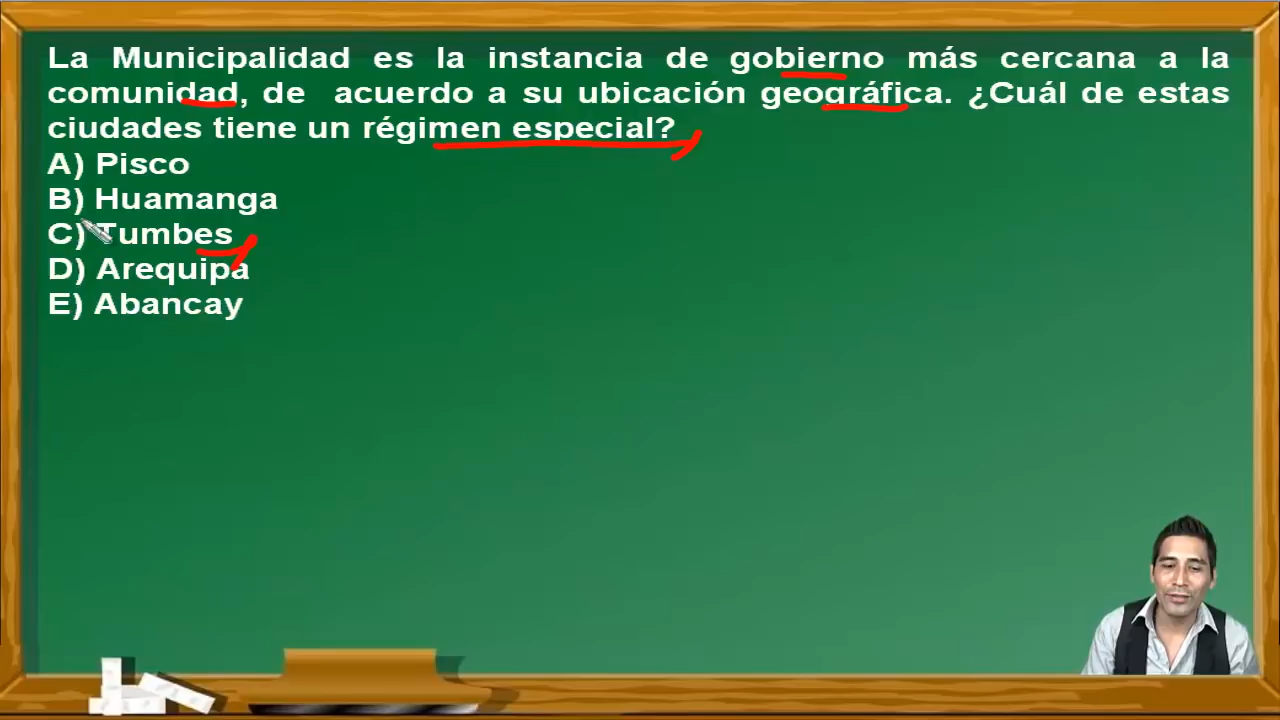 La Municipalidad es la instancia de gobierno más cercana a la
comunidad, de acuerdo a su ubicación geográfica. ¿Cuál de estas
ciudades tiene un régimen especial?
A) Pisco
B) Huamanga
C) Tumbes
D) Arequipa
E) Abancay